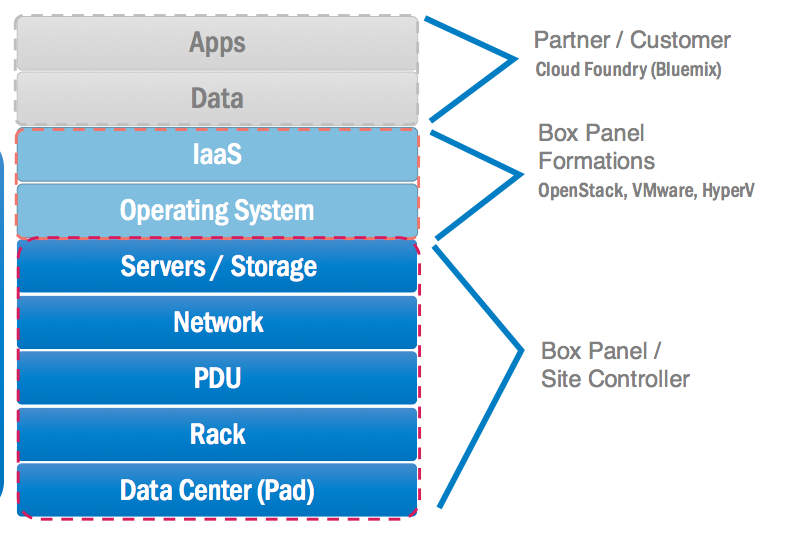 Apps
Data
IaaS
Operating System
Servers / Storage
Network
PDU
Rack
Data Center (Pad)
Partner / Customer
Cloud Foundry (Bluemix)
Box Panel
Formations
OpenStack, VMware, HyperV
Box Panel /
Site Controller